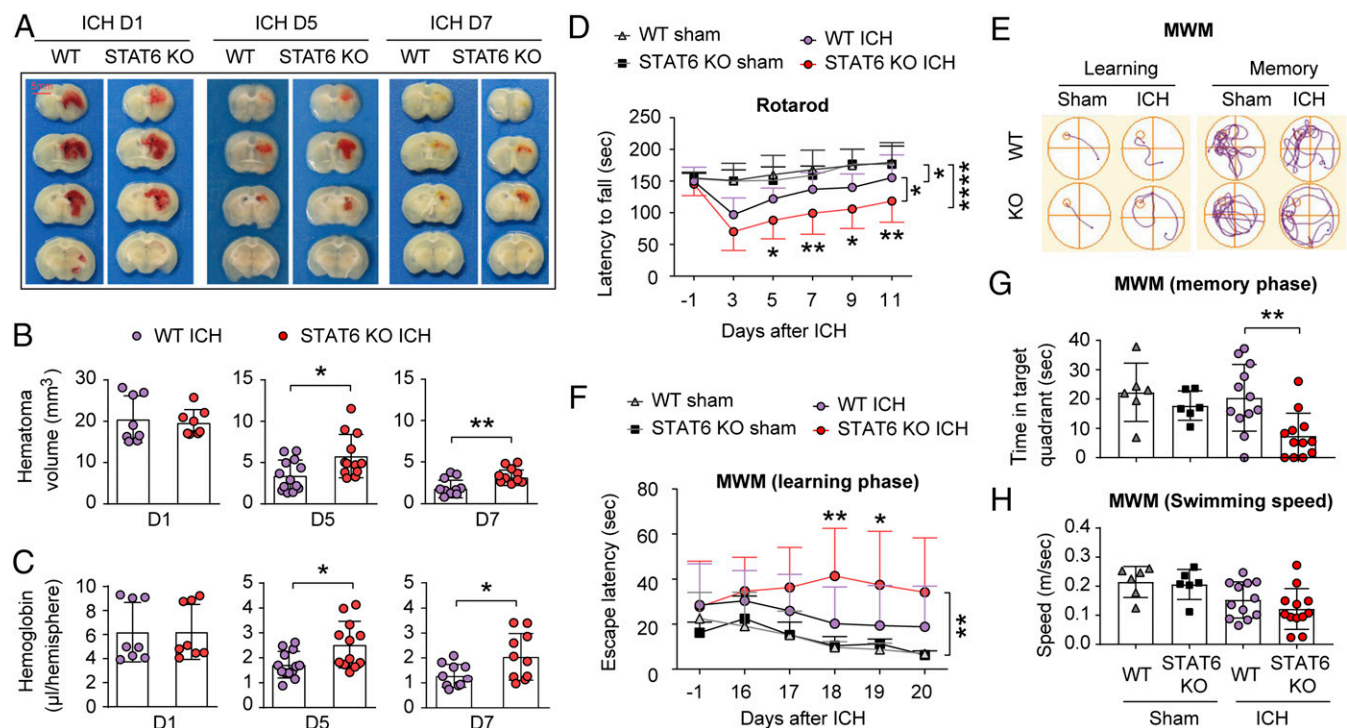 A
ICH D1
ICH D5
ICH D7
WT
STAT6 KO
WT
STAT6 KO
WT
STAT6 KO
B
WT ICH
STAT6 KO ICH
Hematoma
volume (mm³)
30
20
10
0
D1
15
10
5
0
*
D5
15
10
5
0
**
D7
C
Hemoglobin
(µl/hemisphere)
10
8
6
4
2
0
D1
5
4
3
2
1
0
*
D5
5
4
3
2
1
0
*
D7
D
WT sham
WT ICH
STAT6 KO sham
STAT6 KO ICH
Rotarod
Latency to fall (sec)
250
200
150
100
50
0
* ** * **
*
*
****
-1 3 5 7 9 11
Days after ICH
E
MWM
Learning
Memory
Sham ICH
Sham ICH
WT
KO
F
WT sham
WT ICH
STAT6 KO sham
STAT6 KO ICH
MWM (learning phase)
Escape latency (sec)
80
60
40
20
0
** *
**
-1 16 17 18 19 20
Days after ICH
G
MWM (memory phase)
Time in target
quadrant (sec)
40
30
20
10
0
**
H
MWM (Swimming speed)
Speed (m/sec)
0.4
0.3
0.2
0.1
0.0
WT
STAT6
KO
WT
STAT6
KO
Sham
ICH